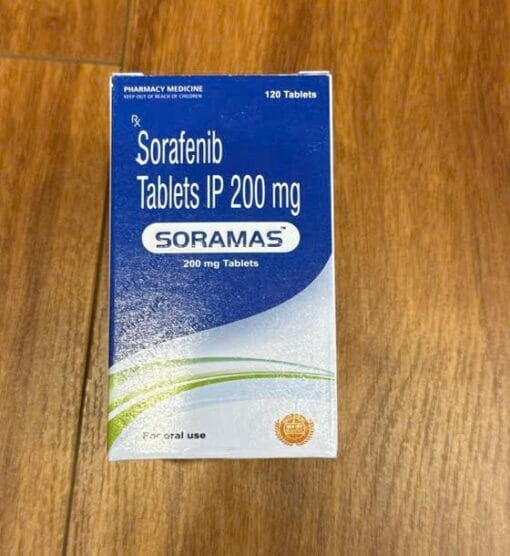 PHARMACY MEDICINE
KEEP OUT OF REACH OF CHILDREN
120 Tablets
Rx
Sorafenib
Tablets IP 200 mg
SORAMAS™
200 mg Tablets
For oral use